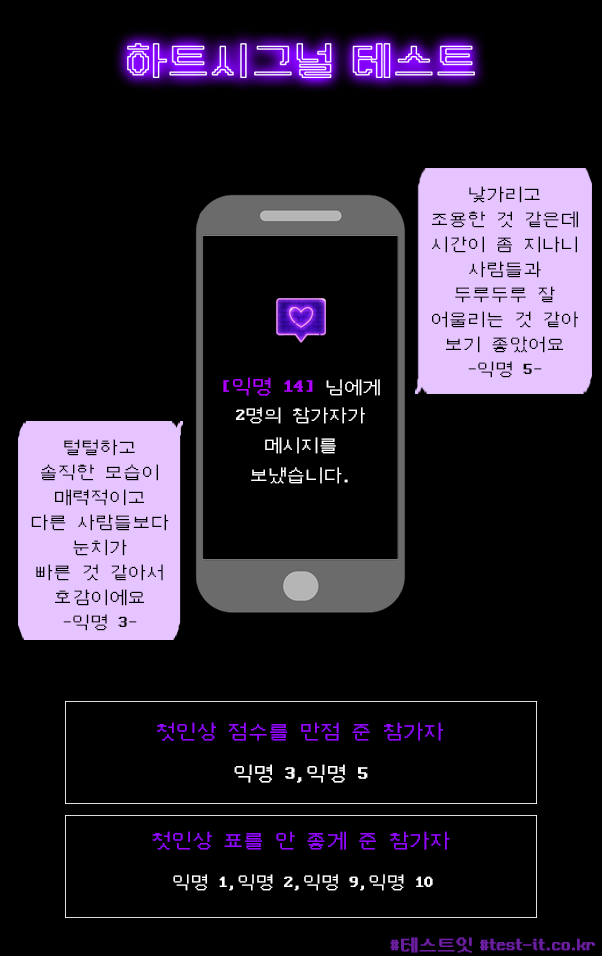 하트시그널 테스트
낯가리고
조용한 것 같은데
시간이 좀 지나니
사람들과
두루두루 잘
어울리는 것 같아
보기 좋았어요
-익명 5-
[익명 14] 님에게
2명의 참가자가
메시지를
보냈습니다.
털털하고
솔직한 모습이
매력적이고
다른 사람들보다
눈치가
빠른 것 같아서
호감이에요
-익명 3-
첫인상 점수를 만점 준 참가자
익명 3,익명 5
첫인상 표를 안 좋게 준 참가자
익명 1,익명 2,익명 9,익명 10
#테스트잇 #test-it.co.kr